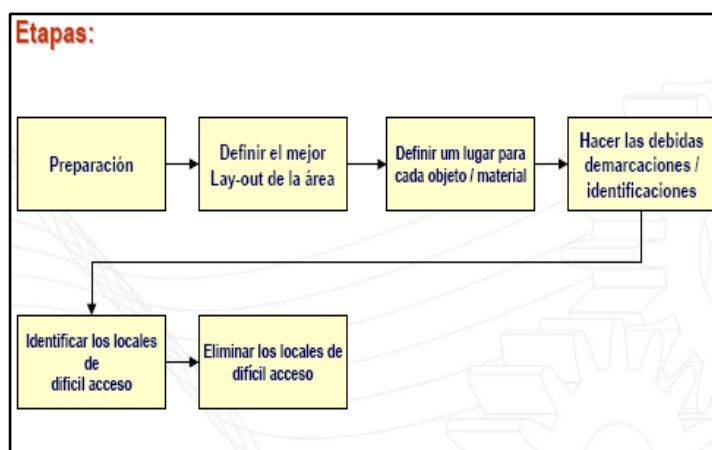 Etapas:
Preparación
Definir el mejor
Lay-out de la área
Definir um lugar para
cada objeto / material
Hacer las debidas
demarcaciones /
identificaciones
Identificar los locales
de
difícil acceso
Eliminar los locales de
difícil acceso